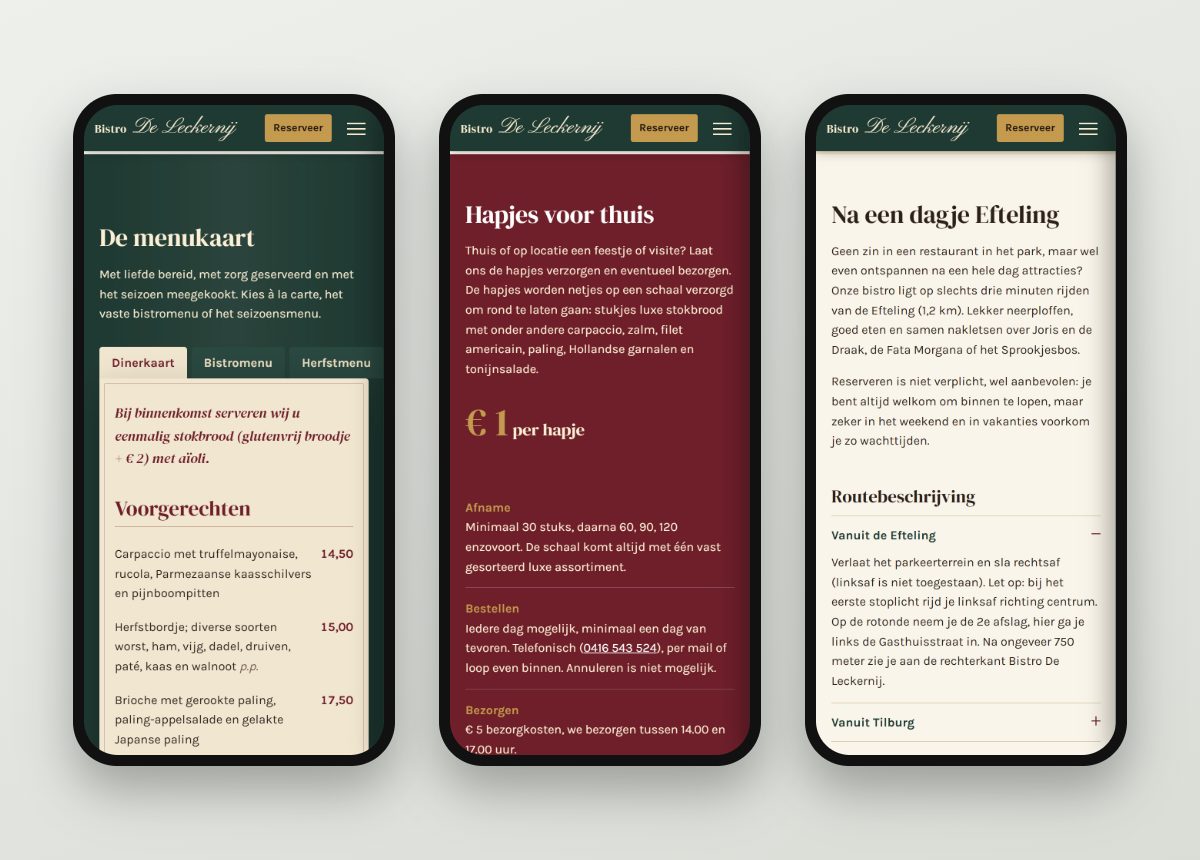 Bistro De Leckernij
Reserveer
De menukaart
Met liefde bereid, met zorg geserveerd en met
het seizoen meegekookt. Kies à la carte, het
vaste bistromenu of het seizoensmenu.
Dinerkaart
Bistromenu
Herfstmenu
Bij binnenkomst serveren wij u
eenmalig stokbrood (glutenvrij broodje
+ € 2) met aïoli.
Voorgerechten
Carpaccio met truffelmayonaise, 14,50
rucola, Parmezaanse kaasschilvers
en pijnboompitten
Herfstbordje; diverse soorten 15,00
worst, ham, vijg, dadel, druiven,
paté, kaas en walnoot p.p.
Brioche met gerookte paling, 17,50
paling-appelsalade en gelakte
Japanse paling
Bistro De Leckernij
Reserveer
Hapjes voor thuis
Thuis of op locatie een feestje of visite? Laat
ons de hapjes verzorgen en eventueel bezorgen.
De hapjes worden netjes op een schaal verzorgd
om rond te laten gaan: stukjes luxe stokbrood
met onder andere carpaccio, zalm, filet
americain, paling, Hollandse garnalen en
tonijnsalade.
€ 1 per hapje
Afname
Minimaal 30 stuks, daarna 60, 90, 120
enzovoort. De schaal komt altijd met één vast
gesorteerd luxe assortiment.
Bestellen
Iedere dag mogelijk, minimaal een dag van
tevoren. Telefonisch (0416 543 524), per mail of
loop even binnen. Annuleren is niet mogelijk.
Bezorgen
€ 5 bezorgkosten, we bezorgen tussen 14.00 en
17.00 uur.
Bistro De Leckernij
Reserveer
Na een dagje Efteling
Geen zin in een restaurant in het park, maar wel
even ontspannen na een hele dag attracties?
Onze bistro ligt op slechts drie minuten rijden
van de Efteling (1,2 km). Lekker neerploffen,
goed eten en samen nakletsen over Joris en de
Draak, de Fata Morgana of het Sprookjesbos.
Reserveren is niet verplicht, wel aanbevolen: je
bent altijd welkom om binnen te lopen, maar
zeker in het weekend en in vakanties voorkom
je zo wachttijden.
Routebeschrijving
Vanuit de Efteling −
Verlaat het parkeerterrein en sla rechtsaf
(linksaf is niet toegestaan). Let op: bij het
eerste stoplicht rijd je linksaf richting centrum.
Op de rotonde neem je de 2e afslag, hier ga je
links de Gasthuisstraat in. Na ongeveer 750
meter zie je aan de rechterkant Bistro De
Leckernij.
Vanuit Tilburg +